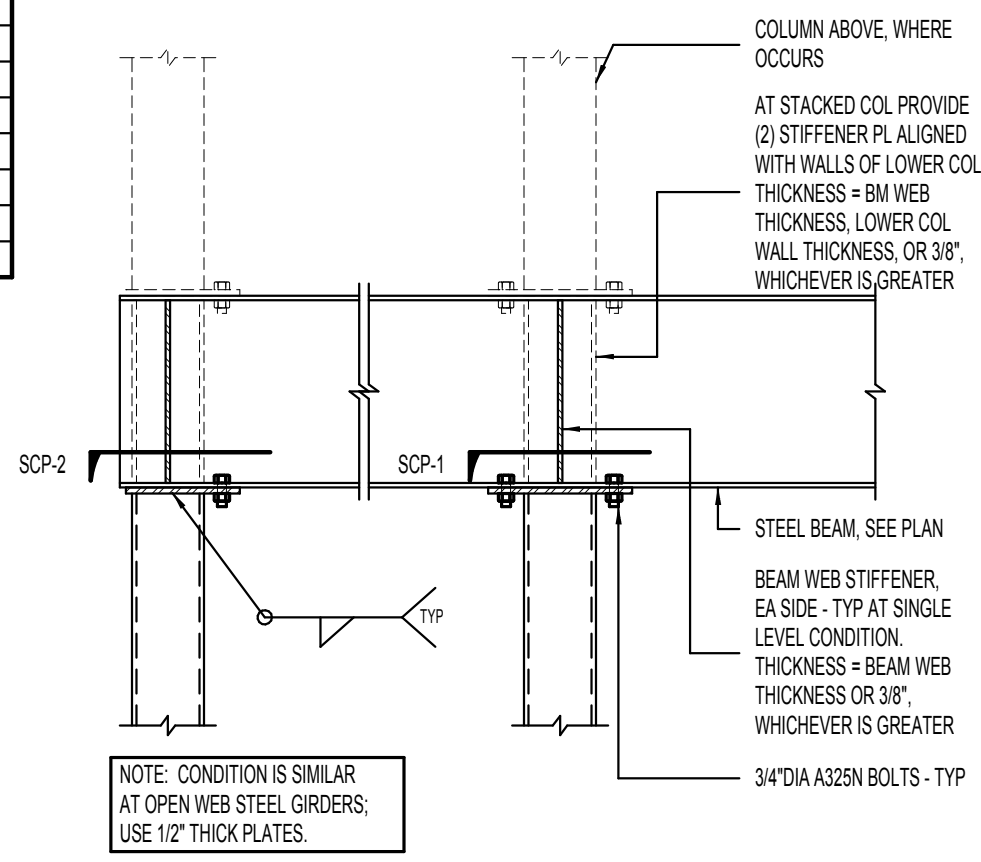 COLUMN ABOVE, WHERE
OCCURS
AT STACKED COL PROVIDE
(2) STIFFENER PL ALIGNED
WITH WALLS OF LOWER COL
THICKNESS = BM WEB
THICKNESS, LOWER COL
WALL THICKNESS, OR 3/8",
WHICHEVER IS GREATER
SCP-2
SCP-1
STEEL BEAM, SEE PLAN
BEAM WEB STIFFENER,
EA SIDE - TYP AT SINGLE
LEVEL CONDITION.
THICKNESS = BEAM WEB
THICKNESS OR 3/8",
WHICHEVER IS GREATER
TYP
3/4"DIA A325N BOLTS - TYP
NOTE: CONDITION IS SIMILAR
AT OPEN WEB STEEL GIRDERS;
USE 1/2" THICK PLATES.